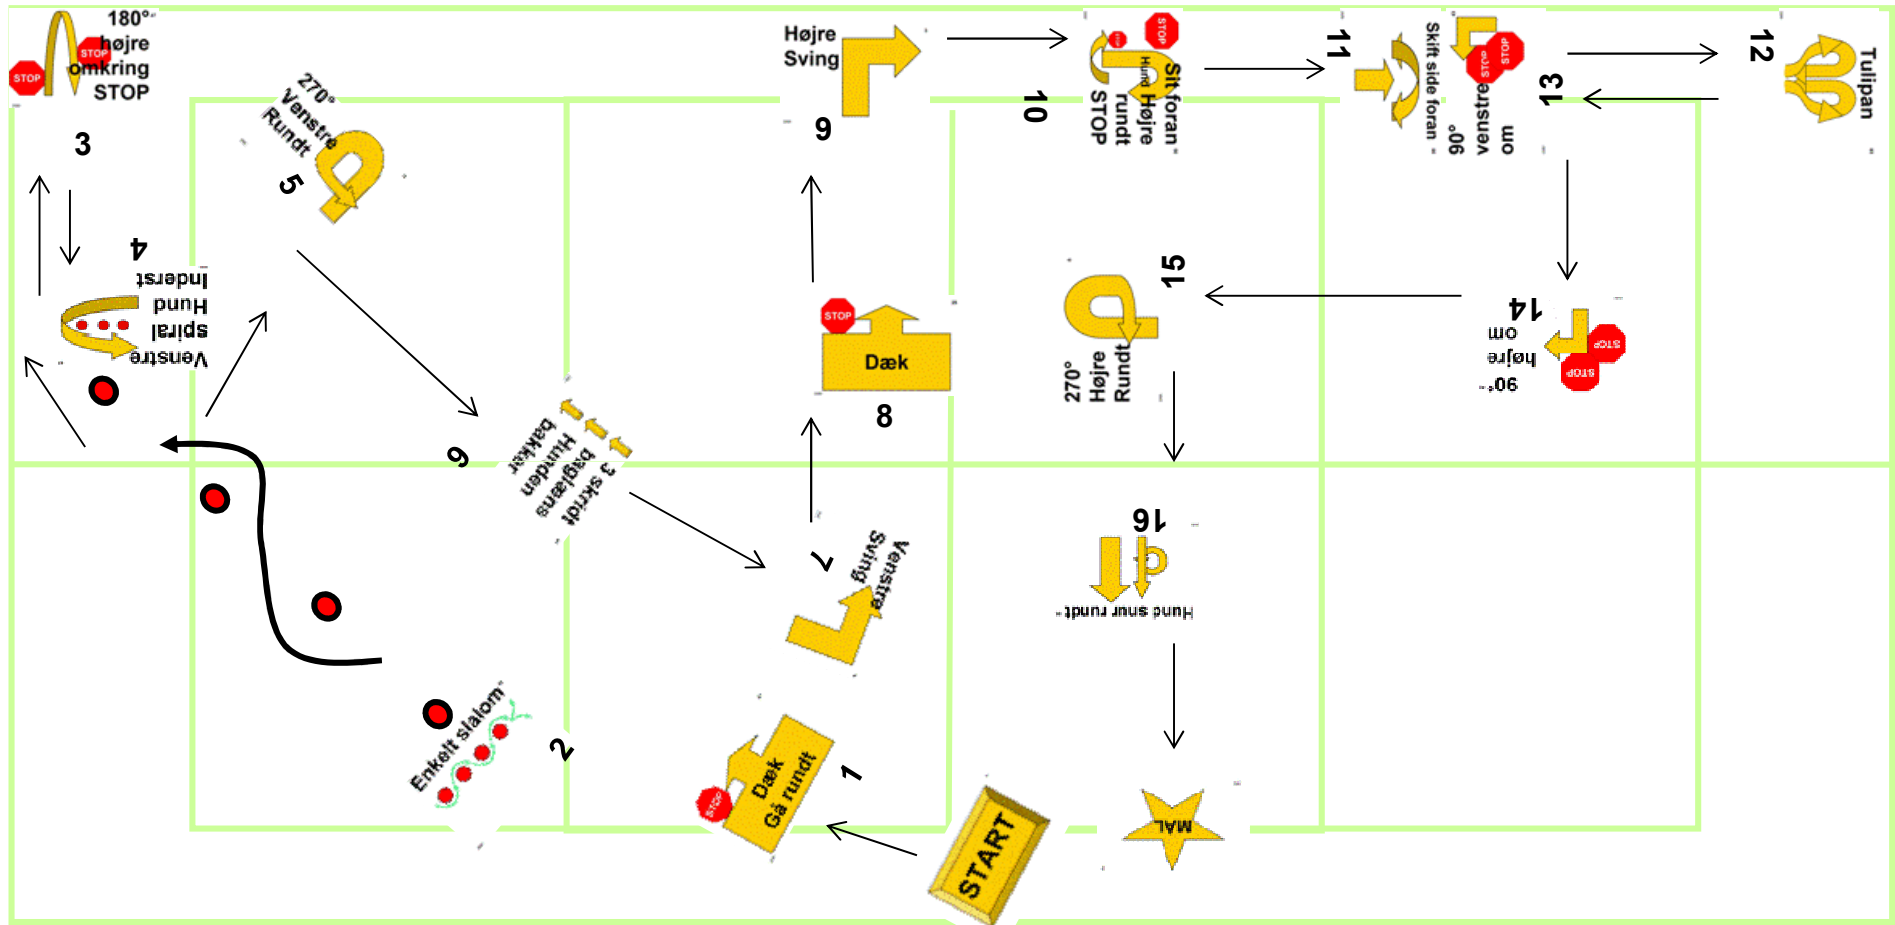 START
1
STOP
Dæk
Gå rundt
2
Enkelt slalom"
3
180°
højre
omkring
STOP
STOP
STOP
4
Venstre
spiral
Hund
Inderst
5
270°
Venstre
Rundt
6
3 skridt
baglæns
Hunden
bakker
7
Venstre
Sving
8
STOP
Dæk
9
Højre
Sving
10
STOP
Sit foran"
Hund Højre
rundt
STOP
11
Skift side foran "
12
Tulipan
13
STOP
STOP
90°
venstre
om
14
90°
højre
om
STOP
STOP
15
270°
Højre
Rundt
16
Hund snur rundt"
MÅL